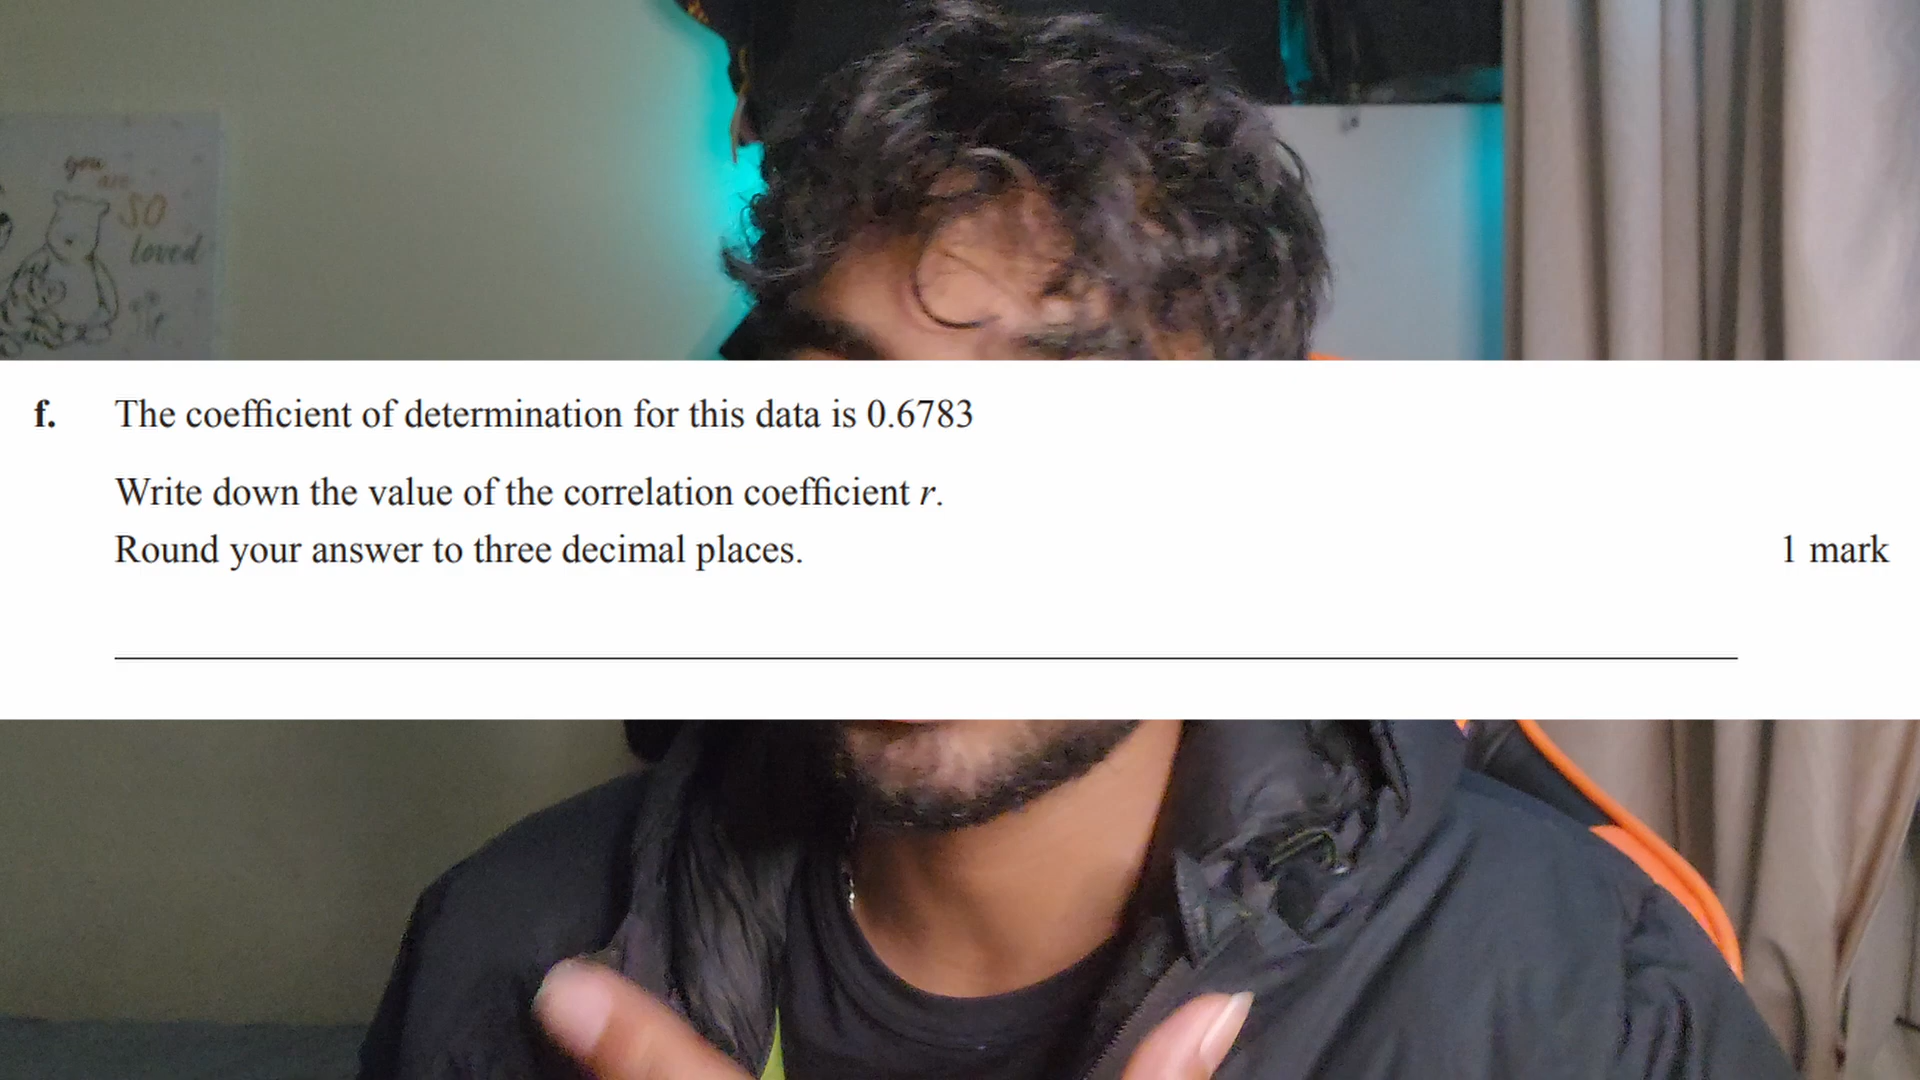 you
are
SO
loved
f. The coefficient of determination for this data is 0.6783
Write down the value of the correlation coefficient r.
Round your answer to three decimal places. 1 mark